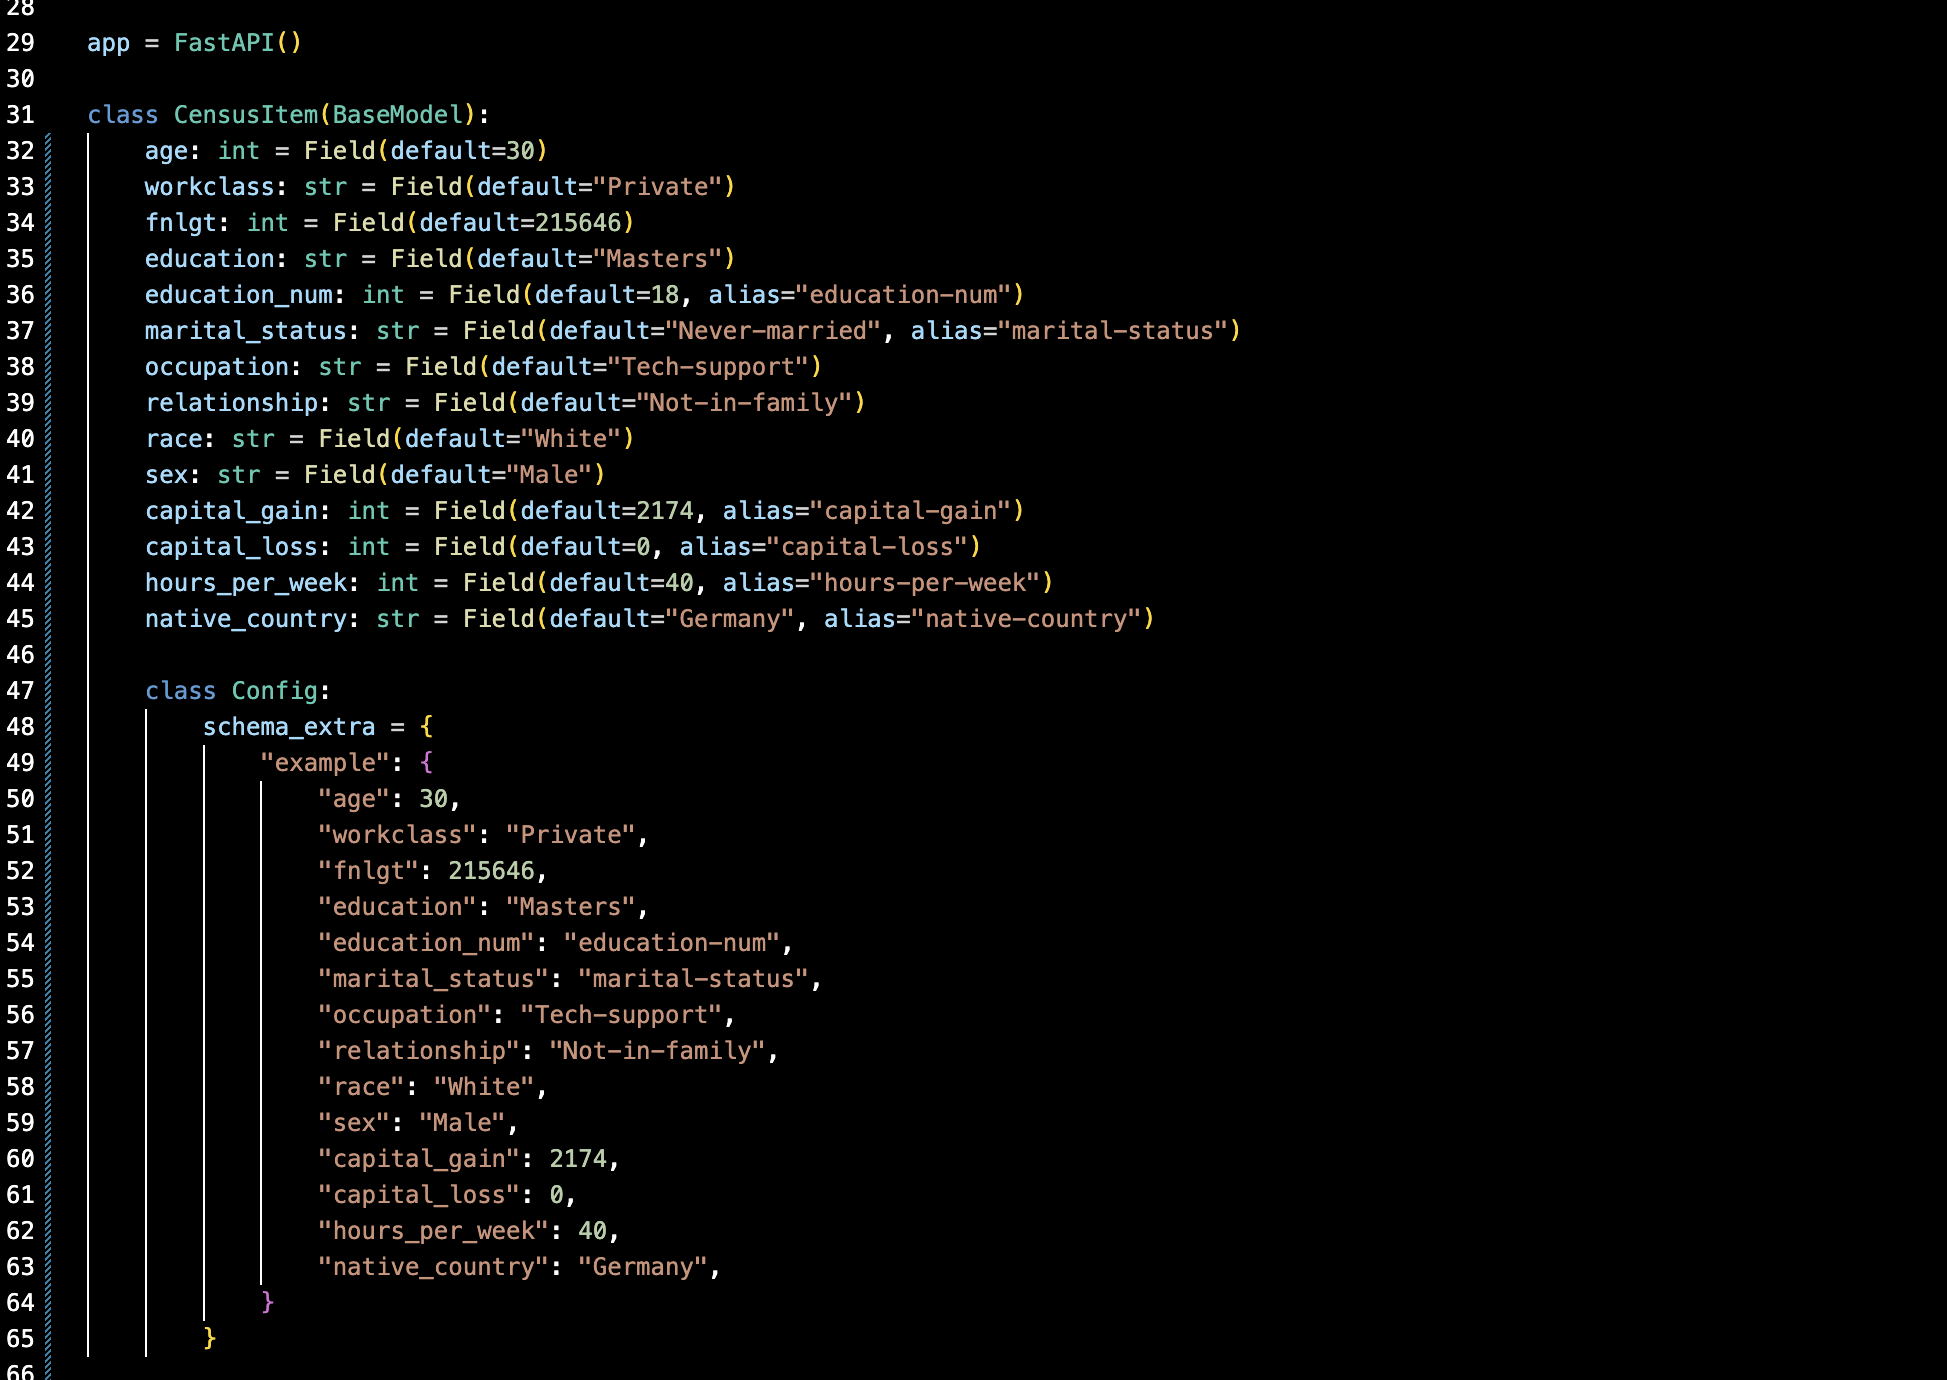 28
29 app = FastAPI()
30
31 class CensusItem(BaseModel):
32     age: int = Field(default=30)
33     workclass: str = Field(default="Private")
34     fnlgt: int = Field(default=215646)
35     education: str = Field(default="Masters")
36     education_num: int = Field(default=18, alias="education-num")
37     marital_status: str = Field(default="Never-married", alias="marital-status")
38     occupation: str = Field(default="Tech-support")
39     relationship: str = Field(default="Not-in-family")
40     race: str = Field(default="White")
41     sex: str = Field(default="Male")
42     capital_gain: int = Field(default=2174, alias="capital-gain")
43     capital_loss: int = Field(default=0, alias="capital-loss")
44     hours_per_week: int = Field(default=40, alias="hours-per-week")
45     native_country: str = Field(default="Germany", alias="native-country")
46
47     class Config:
48         schema_extra = {
49             "example": {
50                 "age": 30,
51                 "workclass": "Private",
52                 "fnlgt": 215646,
53                 "education": "Masters",
54                 "education_num": "education-num",
55                 "marital_status": "marital-status",
56                 "occupation": "Tech-support",
57                 "relationship": "Not-in-family",
58                 "race": "White",
59                 "sex": "Male",
60                 "capital_gain": 2174,
61                 "capital_loss": 0,
62                 "hours_per_week": 40,
63                 "native_country": "Germany",
64             }
65         }
66